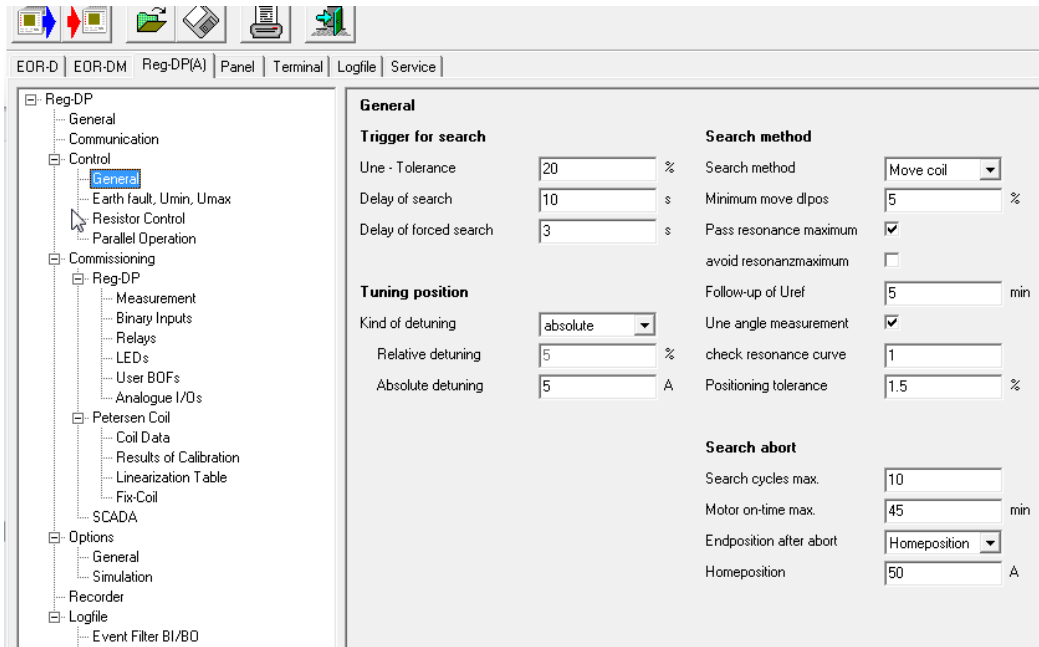 EOR-D EOR-DM Reg-DP(A) Panel Terminal Logfile Service
Reg-DP
General
Communication
Control
General
Earth fault, Umin, Umax
Resistor Control
Parallel Operation
Commissioning
Reg-DP
Measurement
Binary Inputs
Relays
LEDs
User BOFs
Analogue I/Os
Petersen Coil
Coil Data
Results of Calibration
Linearization Table
Fix-Coil
SCADA
Options
General
Simulation
Recorder
Logfile
Event Filter BI/BO
General
Trigger for search
Une - Tolerance 20 %
Delay of search 10 s
Delay of forced search 3 s
Tuning position
Kind of detuning absolute
Relative detuning 5 %
Absolute detuning 5 A
Search method
Search method Move coil
Minimum move dIpos 5 %
Pass resonance maximum
avoid resonanzmaximum
Follow-up of Uref 5 min
Une angle measurement
check resonance curve 1
Positioning tolerance 1.5 %
Search abort
Search cycles max. 10
Motor on-time max. 45 min
Endposition after abort Homeposition
Homeposition 50 A